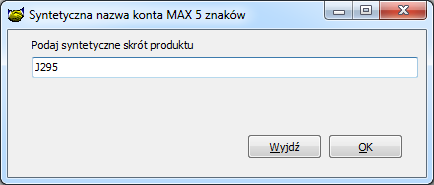 Syntetyczna nazwa konta MAX 5 znaków
Podaj syntetyczne skrót produktu
J295
Wyjdź OK